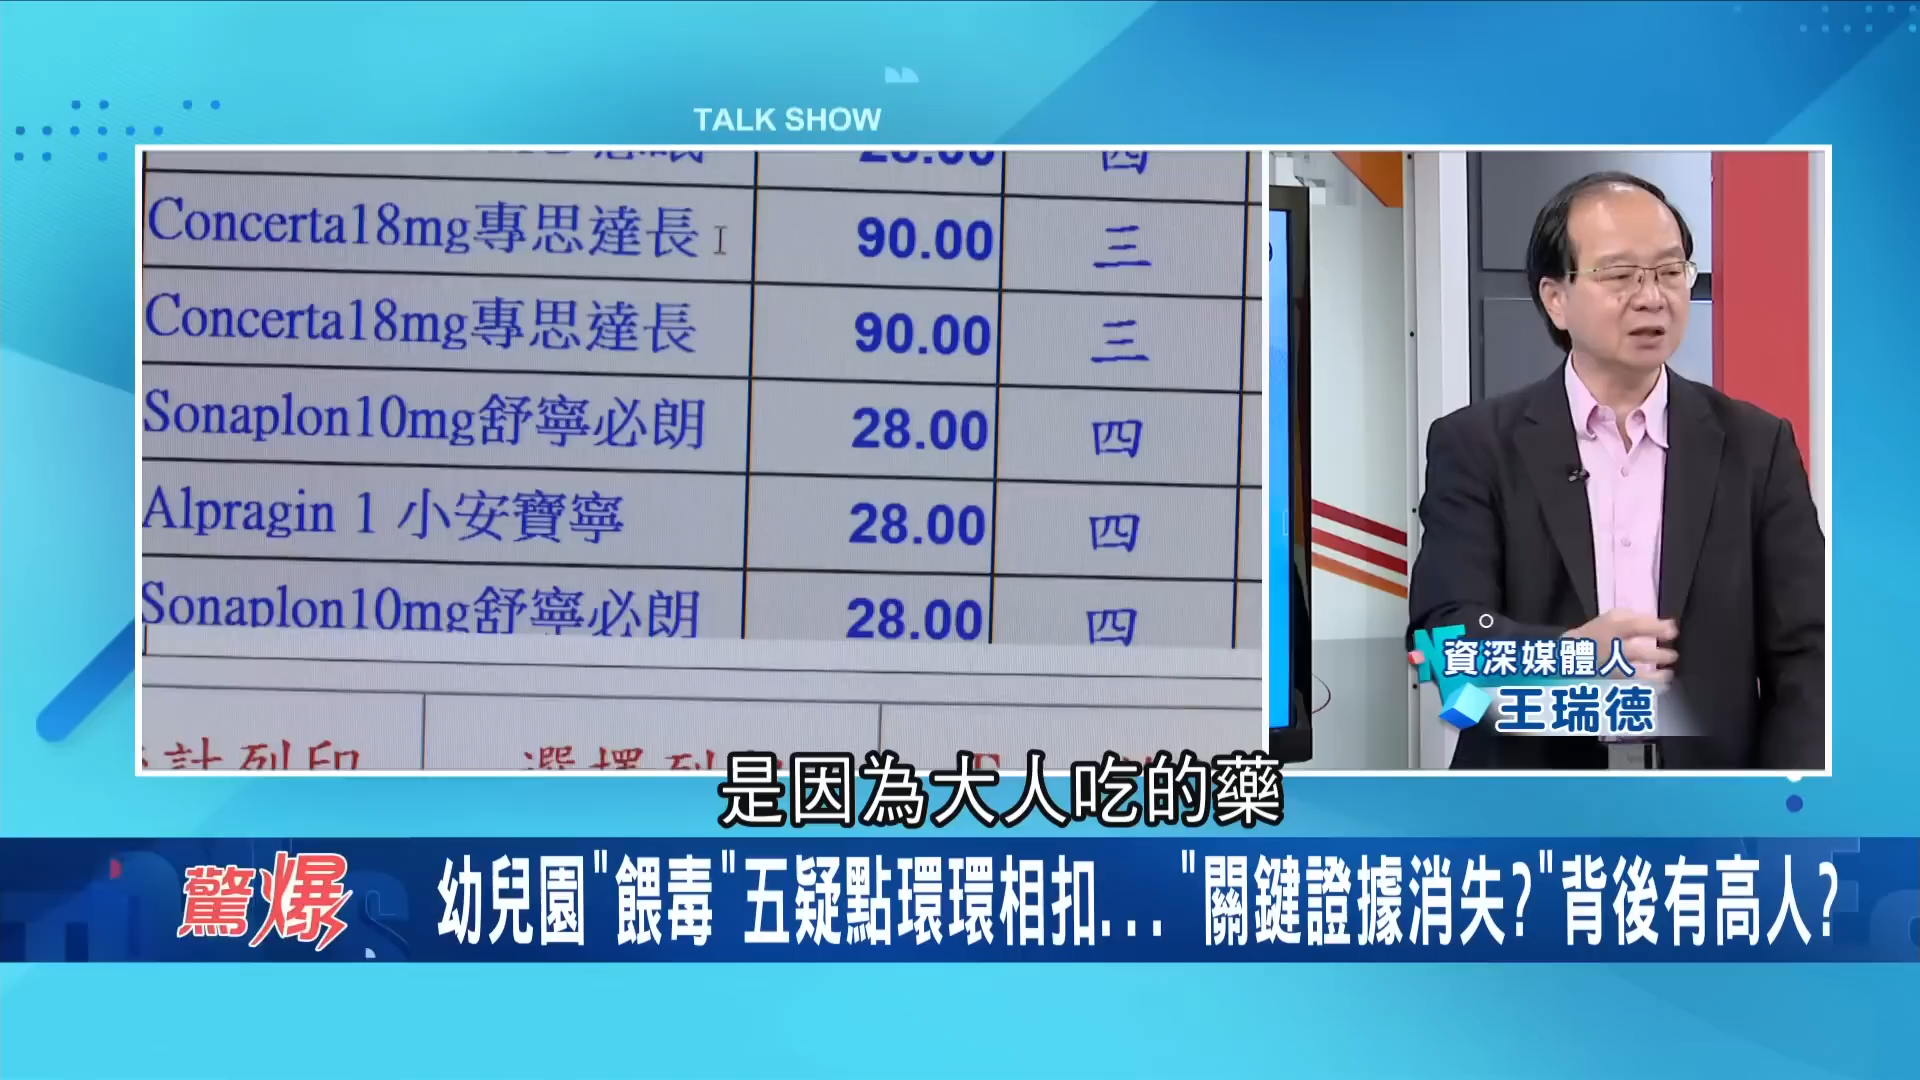 TALK SHOW
Concerta18mg專思達長 90.00 三
Concerta18mg專思達長 90.00 三
Sonaplon10mg舒寧必朗 28.00 四
Alpragin 1 小安寶寧 28.00 四
Sonaplon10mg舒寧必朗 28.00 四
計列印
選擇列
資深媒體人
王瑞德
是因為大人吃的藥
驚爆
幼兒園"餵毒"五疑點環環相扣..."關鍵證據消失?"背後有高人?